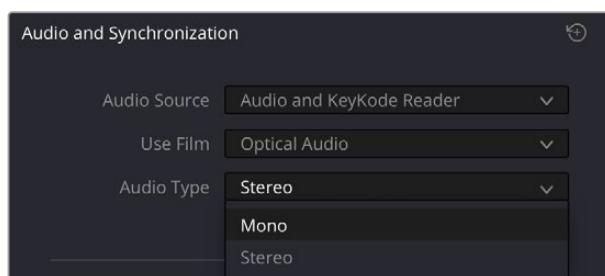 Audio and Synchronization
Audio Source Audio and KeyKode Reader
Use Film Optical Audio
Audio Type Stereo
Mono
Stereo